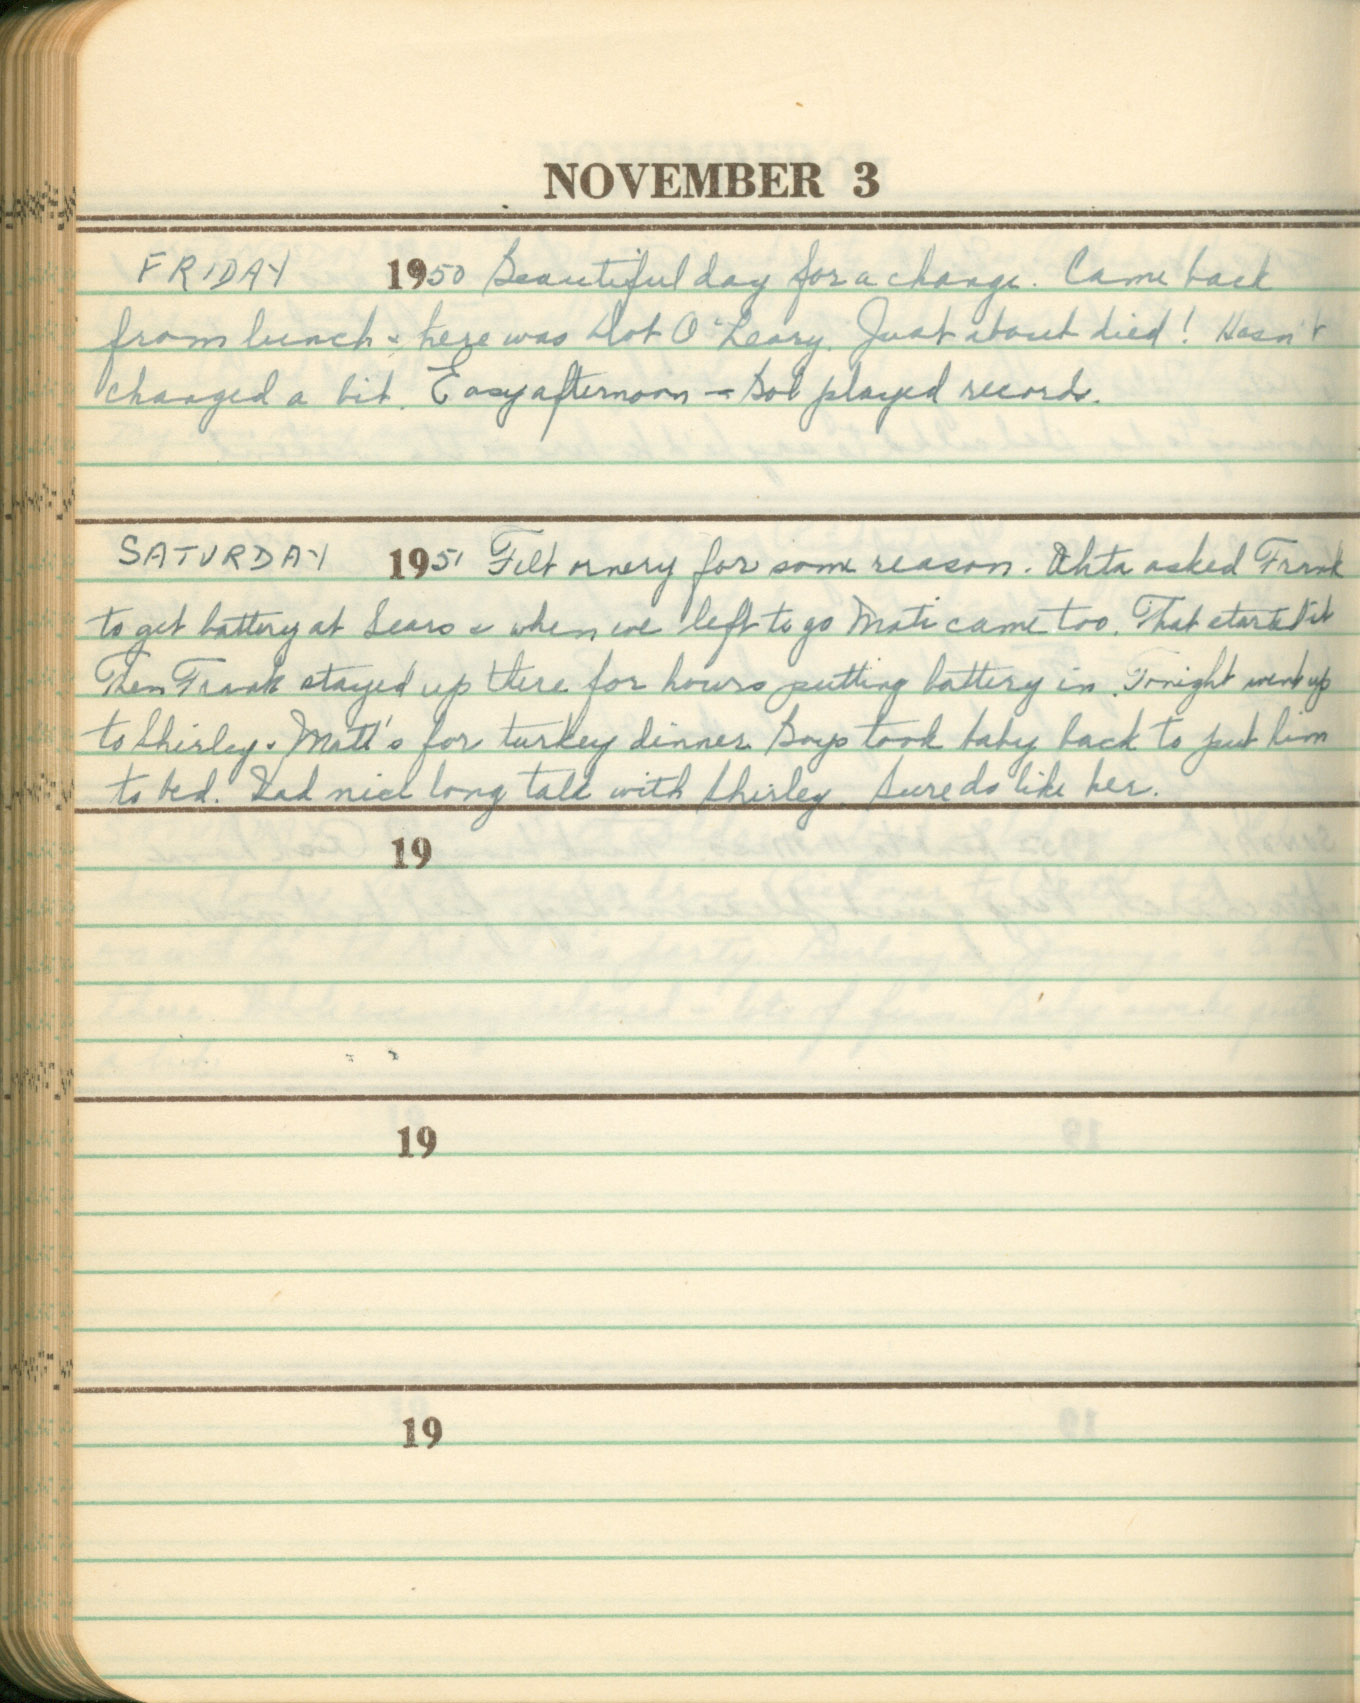 NOVEMBER 3
FRIDAY 1950 Beautiful day for a change. Came back
from lunch & here was Dot O'Leary. Just about died! Hasn't
changed a bit. Easy afternoon – Bob played records.
SATURDAY 1951 Felt ornery for some reason. asked Frank
to get battery at Sears & when we left to go Mati came too. That started it
Then Frank stayed up there for hours putting battery in. Tonight went up
to Shirley & Matt's for turkey dinner. Boys took baby back to put him
to bed. Had nice long talk with Shirley. Sure do like her.
19
19
19